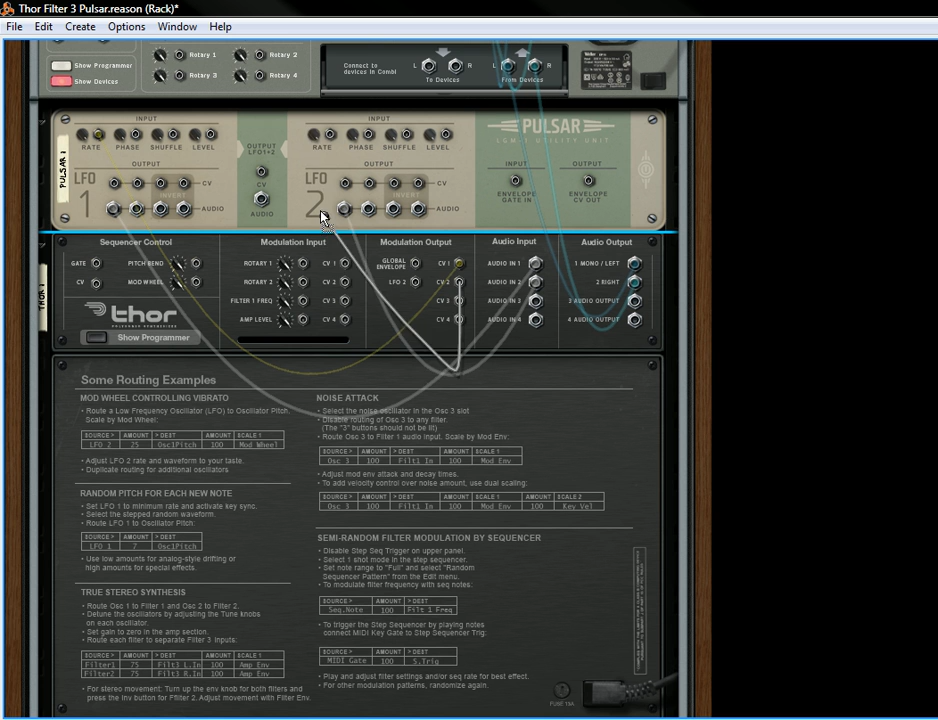 Thor Filter 3 Pulsar.reason (Rack)*
File Edit Create Options Window Help
Show Programmer
Show Devices
Rotary 1 Rotary 2
Rotary 3 Rotary 4
Connect to
devices in Combi
L R
To Devices
L R
From Devices
PULSAR 1
INPUT
RATE PHASE SHUFFLE LEVEL
OUTPUT
LFO
1
CV
INVERT
AUDIO
OUTPUT
LFO1+2
CV
AUDIO
INPUT
RATE PHASE SHUFFLE LEVEL
OUTPUT
LFO
2
CV
INVERT
AUDIO
PULSAR
UTILITY UNIT
INPUT
ENVELOPE
GATE IN
OUTPUT
ENVELOPE
CV OUT
THOR 1
Sequencer Control
GATE PITCH BEND
CV MOD WHEEL
thor
Show Programmer
Modulation Input
ROTARY 1 CV 1
ROTARY 2 CV 2
FILTER 1 FREQ CV 3
AMP LEVEL CV 4
Modulation Output
GLOBAL
ENVELOPE CV 1
LFO 2 CV 2
CV 3
CV 4
Audio Input
AUDIO IN 1
AUDIO IN 2
AUDIO IN 3
AUDIO IN 4
Audio Output
1 MONO / LEFT
2 RIGHT
3 AUDIO OUTPUT
4 AUDIO OUTPUT
Some Routing Examples
MOD WHEEL CONTROLLING VIBRATO
• Route a Low Frequency Oscillator (LFO) to Oscillator Pitch.
Scale by Mod Wheel:
SOURCE> AMOUNT > DEST AMOUNT SCALE 1
LFO 2 25 Osc1Pitch 100 Mod Wheel
• Adjust LFO 2 rate and waveform to your taste.
• Duplicate routing for additional oscillators
RANDOM PITCH FOR EACH NEW NOTE
• Set LFO 1 to minimum rate and activate key sync.
• Select the stepped random waveform.
• Route LFO 1 to Oscillator Pitch:
SOURCE> AMOUNT > DEST
LFO 1 7 Osc1Pitch
• Use low amounts for analog-style drifting or
high amounts for special effects.
TRUE STEREO SYNTHESIS
• Route Osc 1 to Filter 1 and Osc 2 to Filter 2.
• Detune the oscillators by adjusting the Tune knobs
on each oscillator.
• Set gain to zero in the amp section.
• Route each filter to separate Filter 3 inputs:
SOURCE> AMOUNT > DEST AMOUNT SCALE 1
Filter1 75 Filt3 L.In 100 Amp Env
Filter2 75 Filt3 R.In 100 Amp Env
• For stereo movement: Turn up the env knob for both filters and
press the Inv button for Filter 2. Adjust movement with Filter Env.
NOISE ATTACK
• Select the noise oscillator in the Osc 3 slot
• Disable routing of Osc 3 to any filter.
(The "3" buttons should not be lit)
• Route Osc 3 to Filter 1 audio input. Scale by Mod Env:
SOURCE> AMOUNT > DEST AMOUNT SCALE 1
Osc 3 100 Filt1 In 100 Mod Env
• Adjust mod env attack and decay times.
• To add velocity control over noise amount, use dual scaling:
SOURCE> AMOUNT > DEST AMOUNT SCALE 1 AMOUNT SCALE 2
Osc 3 100 Filt1 In 100 Mod Env 100 Key Vel
SEMI-RANDOM FILTER MODULATION BY SEQUENCER
• Disable Step Seq Trigger on upper panel.
• Select 1 shot mode in the step sequencer.
• Set note range to "Full" and select "Random
Sequencer Pattern" from the Edit menu.
• To modulate filter frequency with seq notes:
SOURCE> AMOUNT > DEST
Seq.Note 100 Filt 1 Freq
• To trigger the Step Sequencer by playing notes
connect MIDI Key Gate to Step Sequencer Trig:
SOURCE> AMOUNT > DEST
MIDI Gate 100 S.Trig
• Play and adjust filter settings and/or seq rate for best effect.
• For other modulation patterns, randomize again.
FUSE 16A